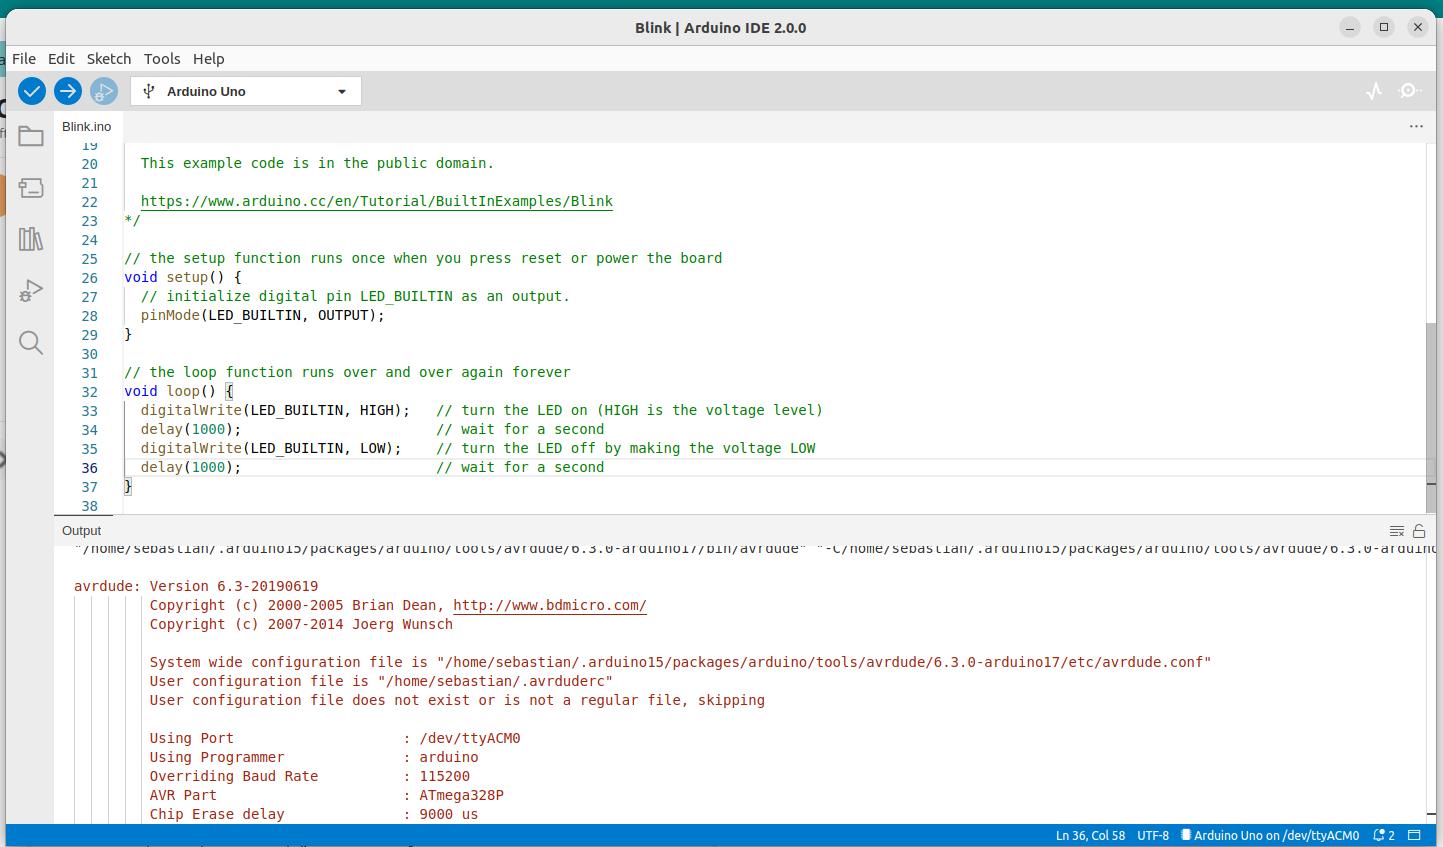 Blink | Arduino IDE 2.0.0
File Edit Sketch Tools Help
Arduino Uno
Blink.ino
19
20 This example code is in the public domain.
21
22 https://www.arduino.cc/en/Tutorial/BuiltInExamples/Blink
23 */
24
25 // the setup function runs once when you press reset or power the board
26 void setup() {
27 // initialize digital pin LED_BUILTIN as an output.
28 pinMode(LED_BUILTIN, OUTPUT);
29 }
30
31 // the loop function runs over and over again forever
32 void loop() {
33 digitalWrite(LED_BUILTIN, HIGH); // turn the LED on (HIGH is the voltage level)
34 delay(1000); // wait for a second
35 digitalWrite(LED_BUILTIN, LOW); // turn the LED off by making the voltage LOW
36 delay(1000); // wait for a second
37 }
38
Output
"/home/sebastian/.arduino15/packages/arduino/tools/avrdude/6.3.0-arduino17/bin/avrdude" "-C/home/sebastian/.arduino15/packages/arduino/tools/avrdude/6.3.0-arduino
avrdude: Version 6.3-20190619
Copyright (c) 2000-2005 Brian Dean, http://www.bdmicro.com/
Copyright (c) 2007-2014 Joerg Wunsch
System wide configuration file is "/home/sebastian/.arduino15/packages/arduino/tools/avrdude/6.3.0-arduino17/etc/avrdude.conf"
User configuration file is "/home/sebastian/.avrduderc"
User configuration file does not exist or is not a regular file, skipping
Using Port : /dev/ttyACM0
Using Programmer : arduino
Overriding Baud Rate : 115200
AVR Part : ATmega328P
Chip Erase delay : 9000 us
Ln 36, Col 58 UTF-8 Arduino Uno on /dev/ttyACM0 2